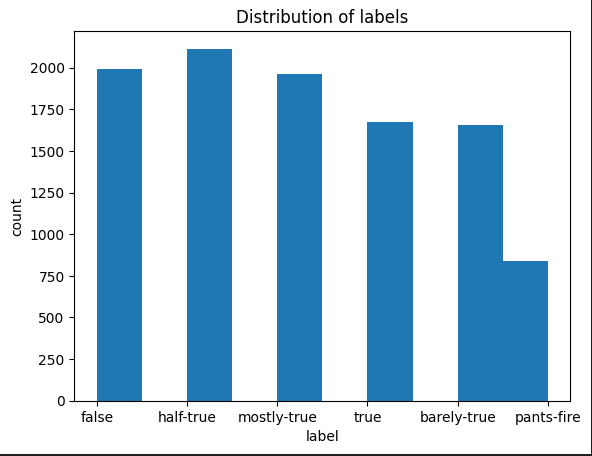 Distribution of labels
2000
1750
1500
1250
1000
750
500
250
0
count
false half-true mostly-true true barely-true pants-fire
label